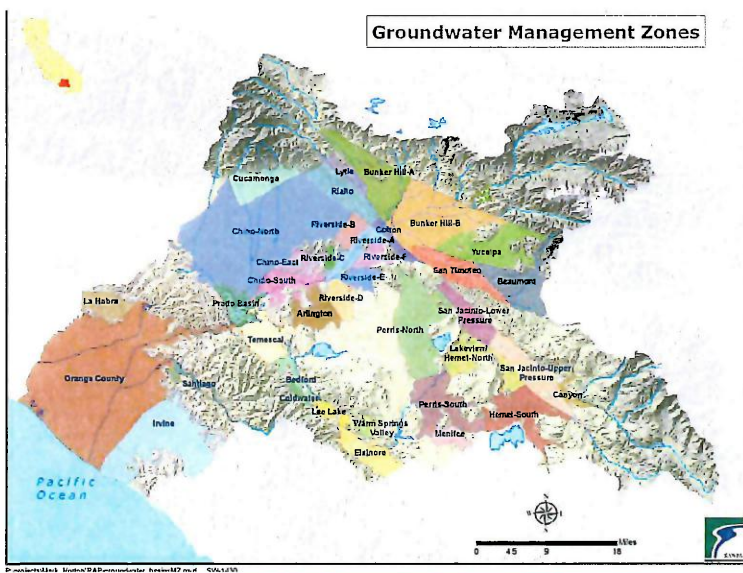 Groundwater Management Zones
Lytle
Bunker Hill-A
Cucamonga
Rialto
Bunker Hill-B
Riverside-B
Chino-North
Colton
Riverside-A
Yucaipa
Chino-East
Riverside-C
Riverside-F
San Timoteo
Chino-South
Riverside-E
Beaumont
La Habra
Prado Basin
Riverside-D
Arlington
San Jacinto-Lower
Pressure
Perris-North
Temescal
Lakeview/
Hemet-North
San Jacinto-Upper
Pressure
Orange County
Santiago
Bedford
Coldwater
Canyon
Lee Lake
Perris-South
Hemet-South
Irvine
Warm Springs
Valley
Menifee
Elsinore
Pacific
Ocean
N
W
E
S
Miles
0 4.5 9 18